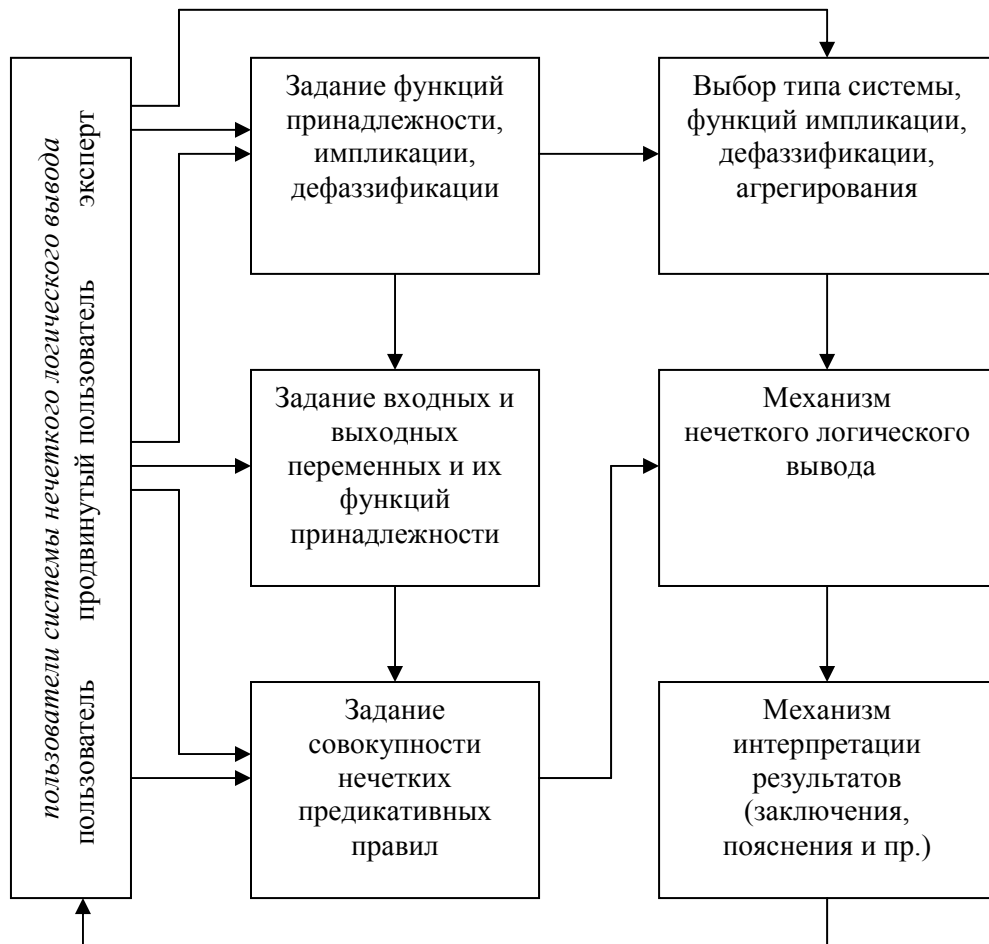 пользователи системы нечеткого логического вывода
пользователь продвинутый пользователь эксперт
Задание функций
принадлежности,
импликации,
дефаззификации
Выбор типа системы,
функций импликации,
дефаззификации,
агрегирования
Задание входных и
выходных
переменных и их
функций
принадлежности
Механизм
нечеткого логического
вывода
Задание
совокупности
нечетких
предикативных
правил
Механизм
интерпретации
результатов
(заключения,
пояснения и пр.)